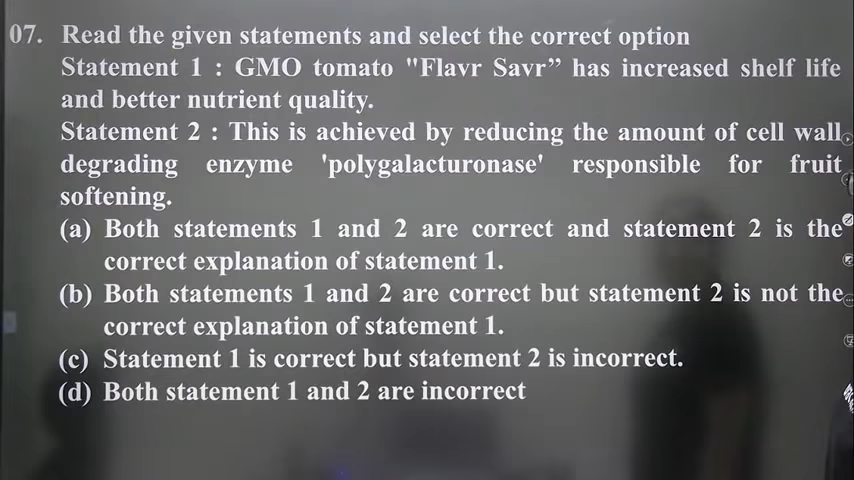 07. Read the given statements and select the correct option
Statement 1 : GMO tomato "Flavr Savr” has increased shelf life
and better nutrient quality.
Statement 2 : This is achieved by reducing the amount of cell wall
degrading enzyme 'polygalacturonase' responsible for fruit
softening.
(a) Both statements 1 and 2 are correct and statement 2 is the
correct explanation of statement 1.
(b) Both statements 1 and 2 are correct but statement 2 is not the
correct explanation of statement 1.
(c) Statement 1 is correct but statement 2 is incorrect.
(d) Both statement 1 and 2 are incorrect